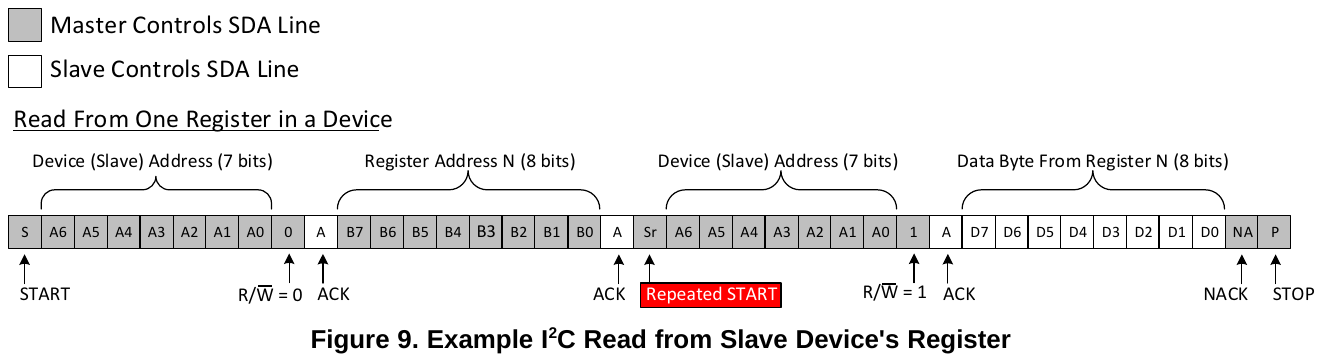 Master Controls SDA Line
Slave Controls SDA Line
Read From One Register in a Device
Device (Slave) Address (7 bits) Register Address N (8 bits) Device (Slave) Address (7 bits) Data Byte From Register N (8 bits)
S A6 A5 A4 A3 A2 A1 A0 0 A B7 B6 B5 B4 B3 B2 B1 B0 A Sr A6 A5 A4 A3 A2 A1 A0 1 A D7 D6 D5 D4 D3 D2 D1 D0 NA P
START R/W̅ = 0 ACK ACK Repeated START R/W̅ = 1 ACK NACK STOP
Figure 9. Example I²C Read from Slave Device's Register